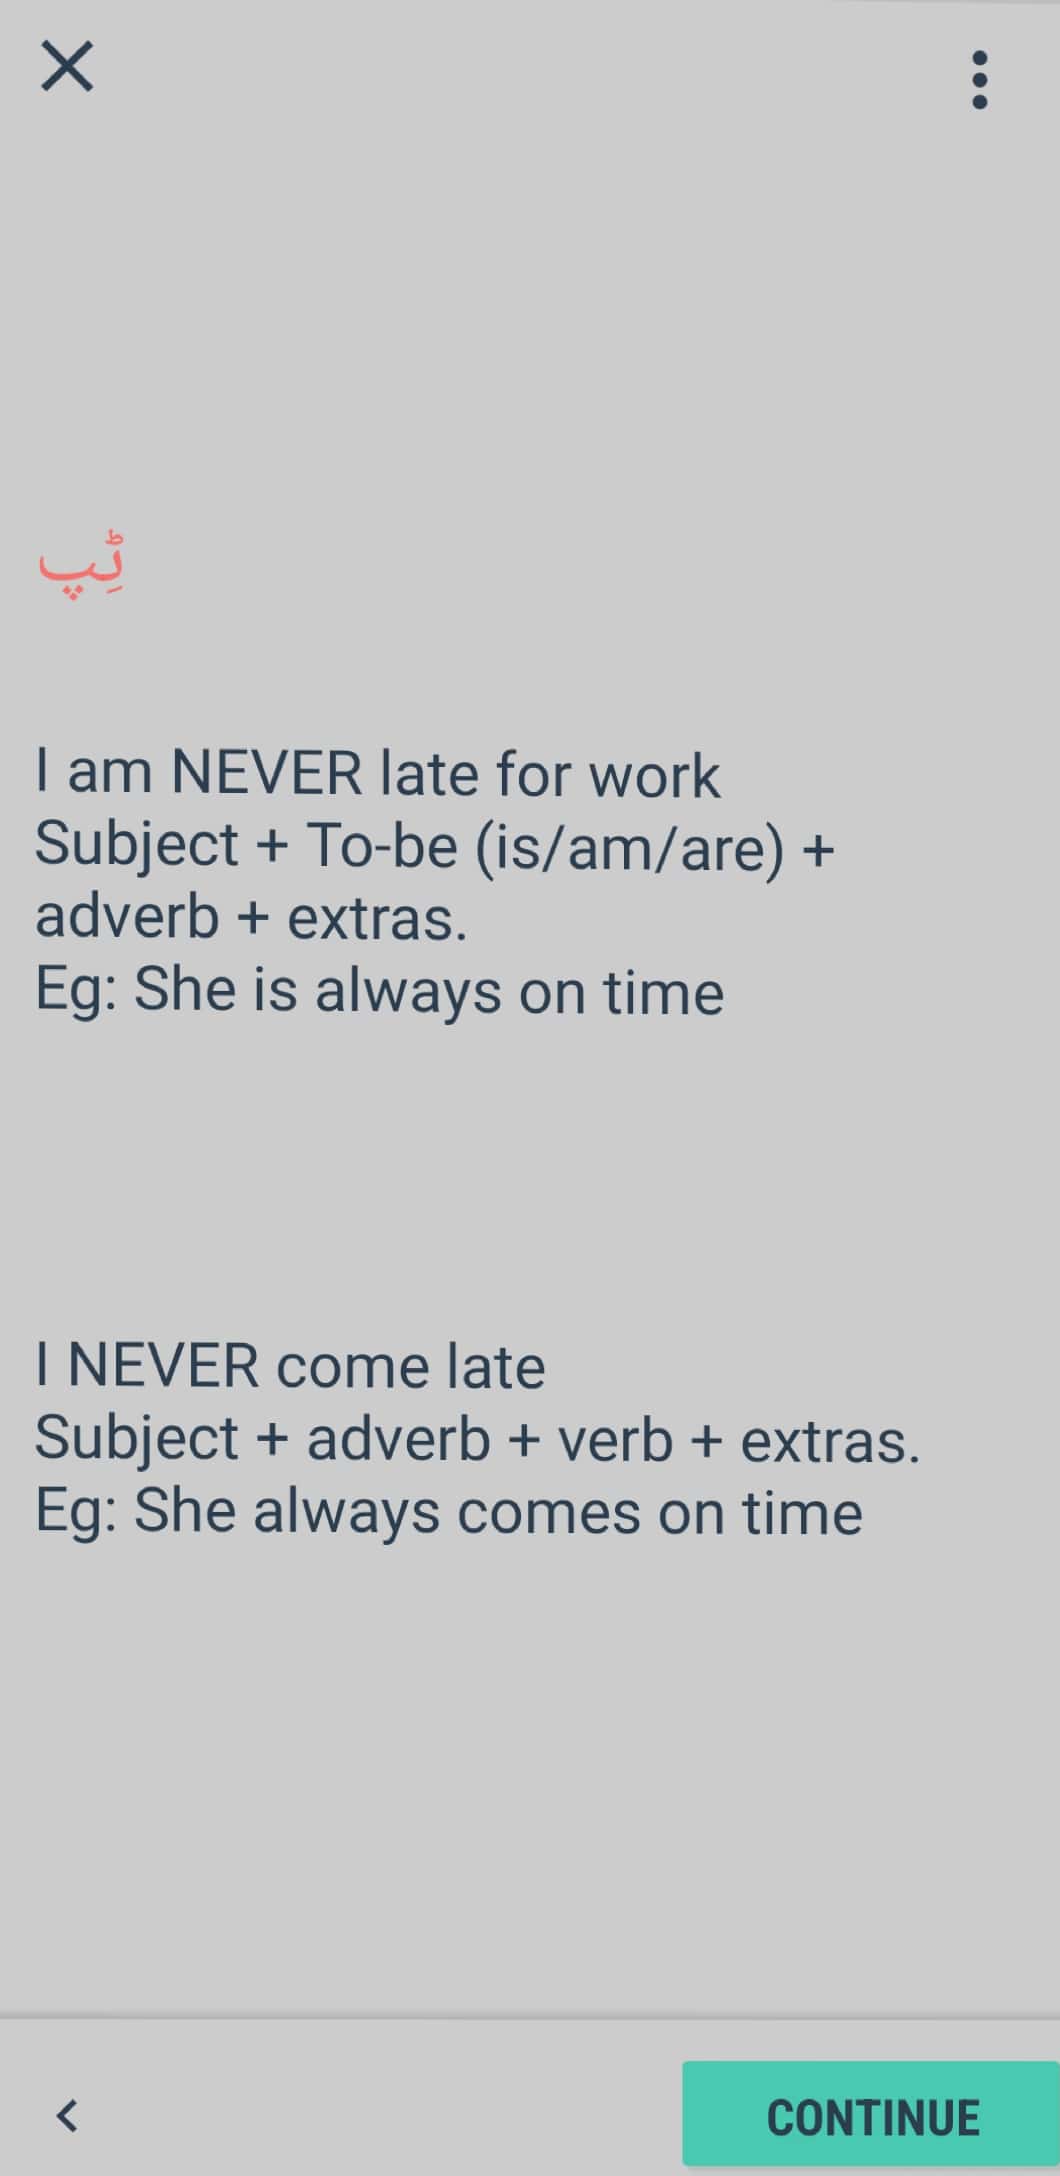 ٹِپ
I am NEVER late for work
Subject + To-be (is/am/are) +
adverb + extras.
Eg: She is always on time
I NEVER come late
Subject + adverb + verb + extras.
Eg: She always comes on time
CONTINUE